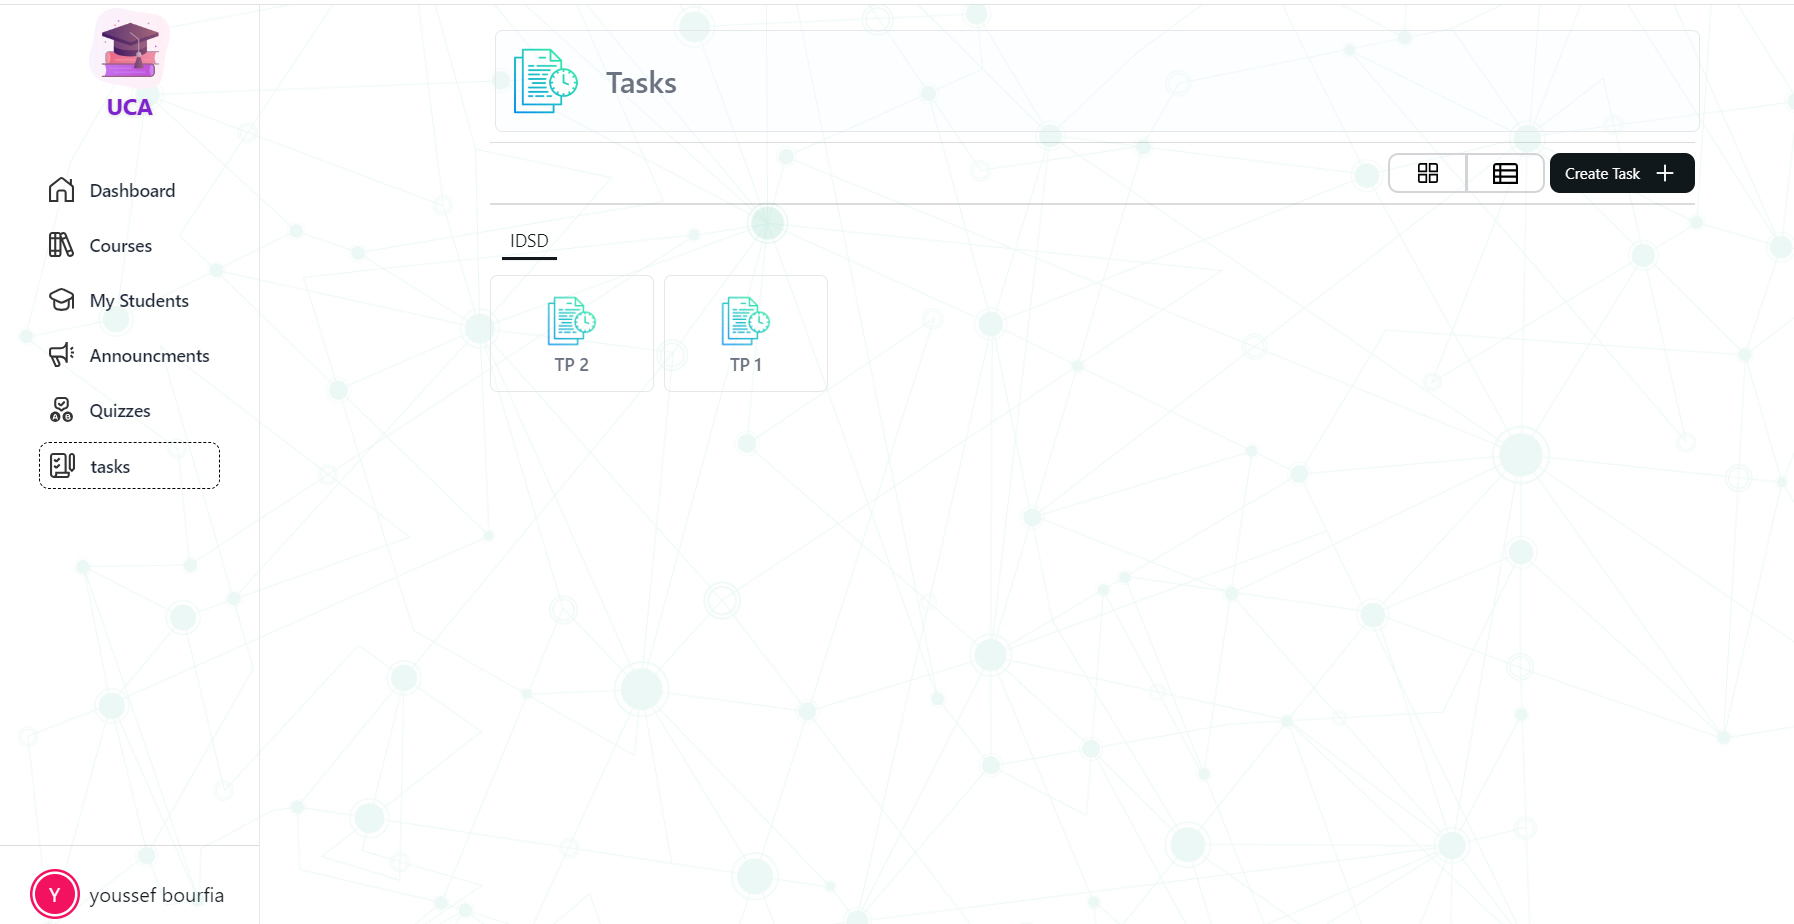 UCA
Dashboard
Courses
My Students
Announcments
Quizzes
tasks
Y
youssef bourfia
Tasks
Create Task
IDSD
TP 2
TP 1